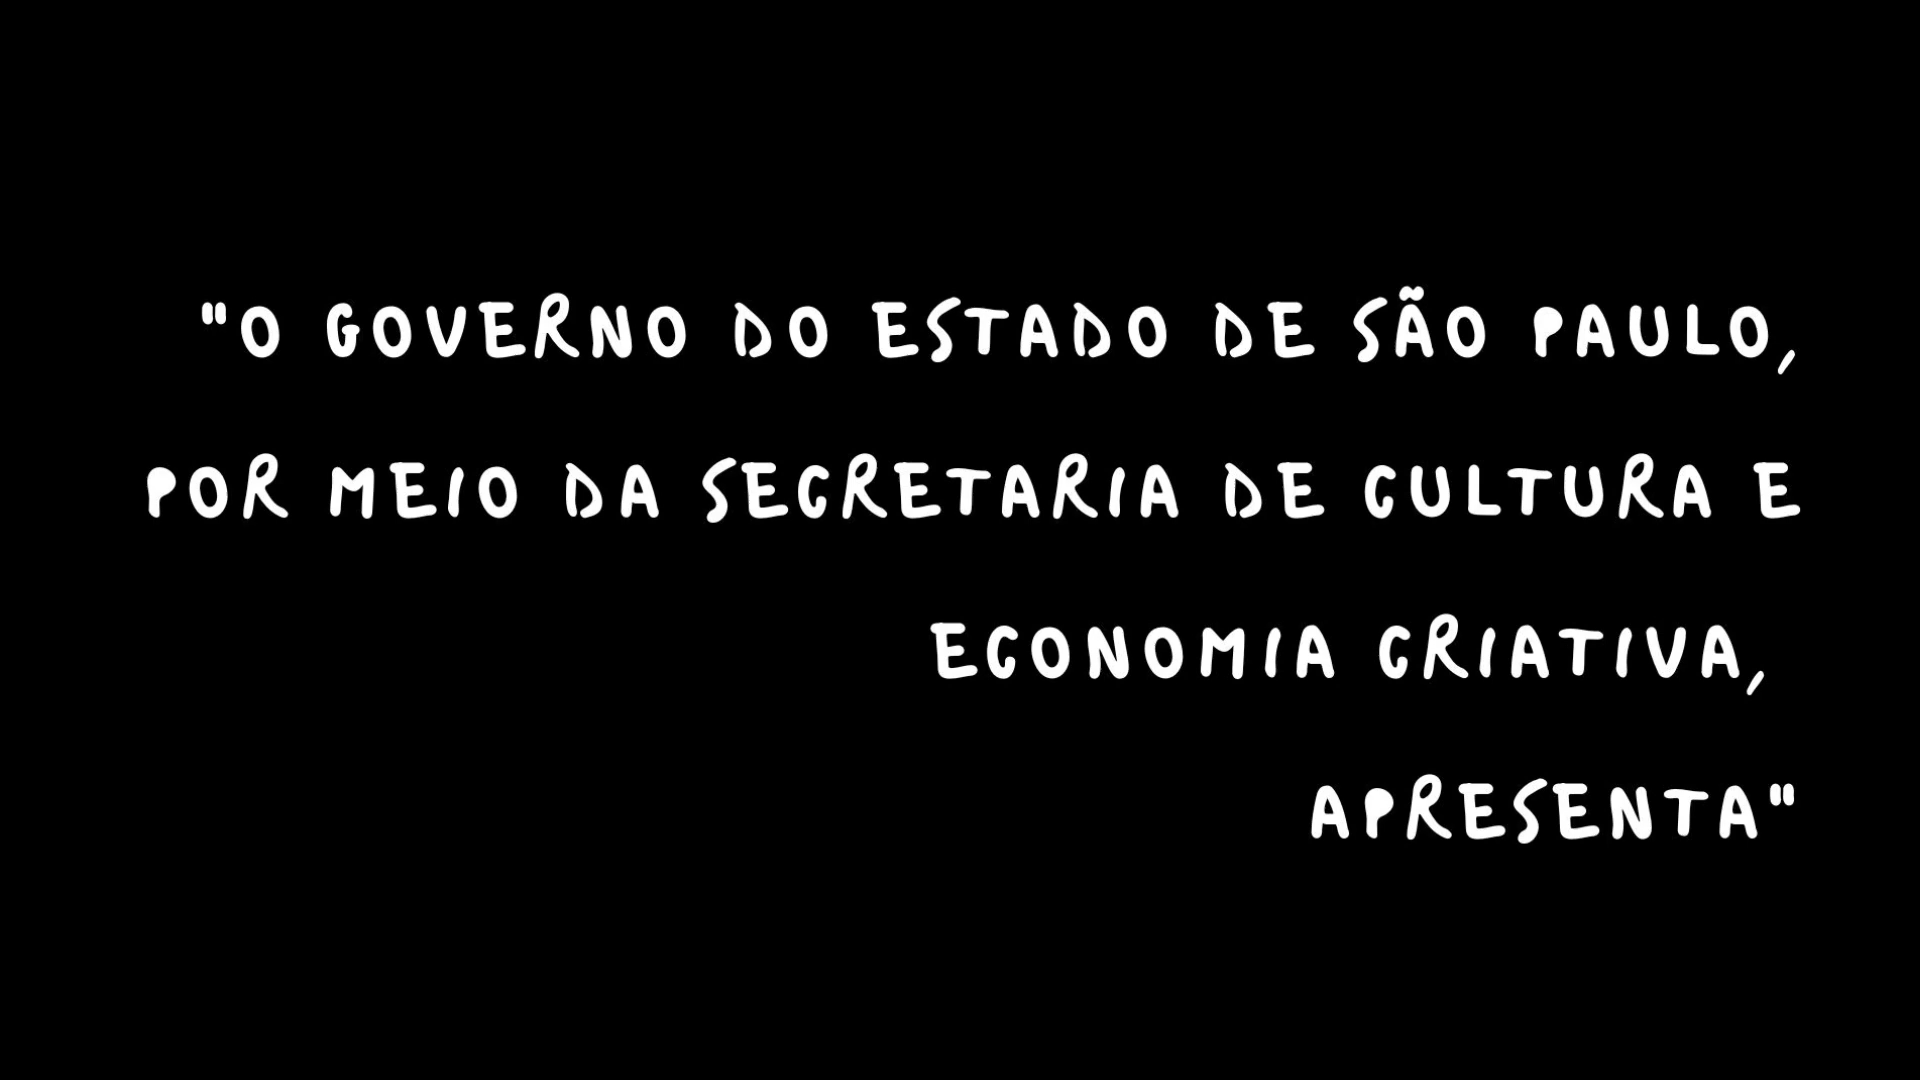 "O GOVERNO DO ESTADO DE SÃO PAULO,
POR MEIO DA SECRETARIA DE CULTURA E
ECONOMIA CRIATIVA,
APRESENTA"